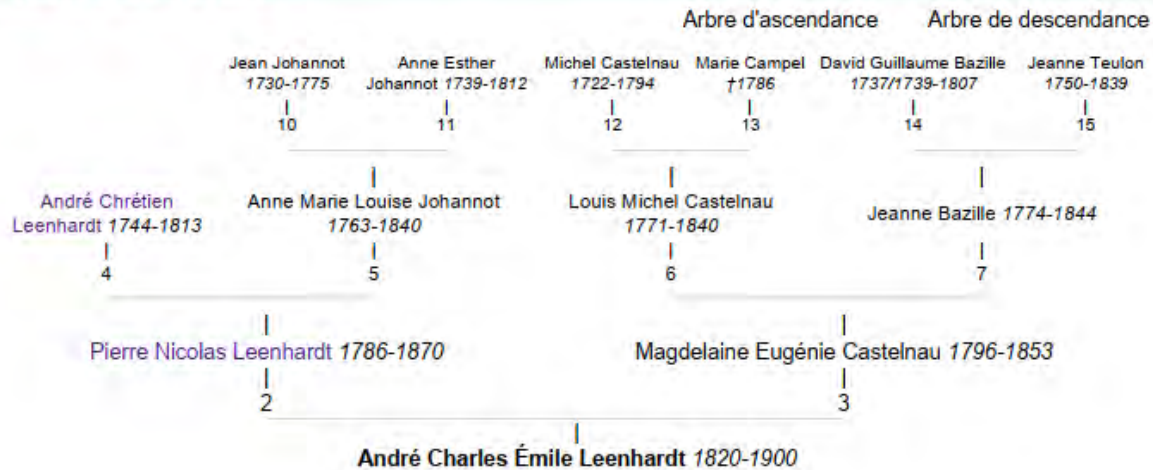 Arbre d'ascendance Arbre de descendance
Jean Johannot Anne Esther Michel Castelnau Marie Campel David Guillaume Bazille Jeanne Teulon
1730-1775 Johannot 1739-1812 1722-1794 †1786 1737/1739-1807 1750-1839
10 11 12 13 14 15
André Chrétien Anne Marie Louise Johannot Louis Michel Castelnau Jeanne Bazille 1774-1844
Leenhardt 1744-1813 1763-1840 1771-1840
4 5 6 7
Pierre Nicolas Leenhardt 1786-1870 Magdelaine Eugénie Castelnau 1796-1853
2 3
André Charles Émile Leenhardt 1820-1900